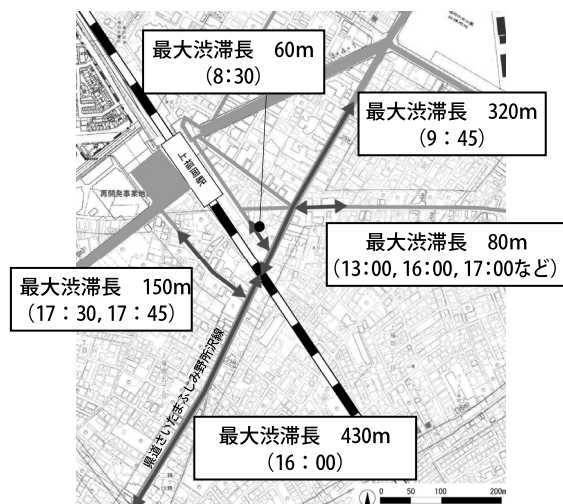 最大渋滞長　60m
（8：30）
3・4・1
最大渋滞長　320m
（9：45）
上福岡駅
再開発事業地
最大渋滞長　80m
（13：00, 16：00, 17：00など）
最大渋滞長　150m
（17：30, 17：45）
県道さいたまふじみ野所沢線
最大渋滞長　430m
（16：00）
0 50 100 200m